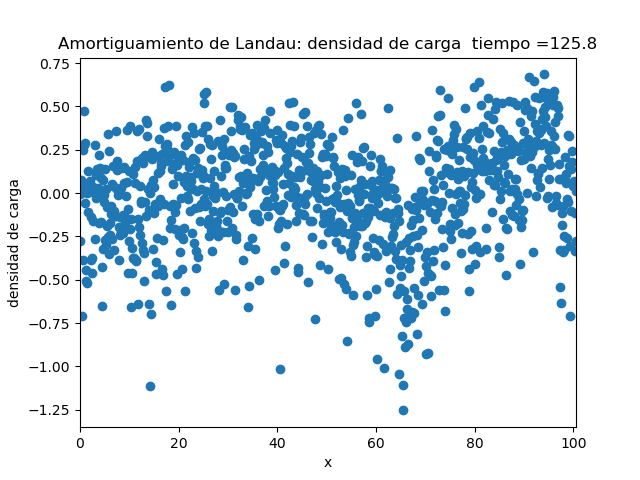 Amortiguamiento de Landau: densidad de carga  tiempo =125.8
0.75
0.50
0.25
0.00
−0.25
−0.50
−0.75
−1.00
−1.25
densidad de carga
0 20 40 60 80 100
x